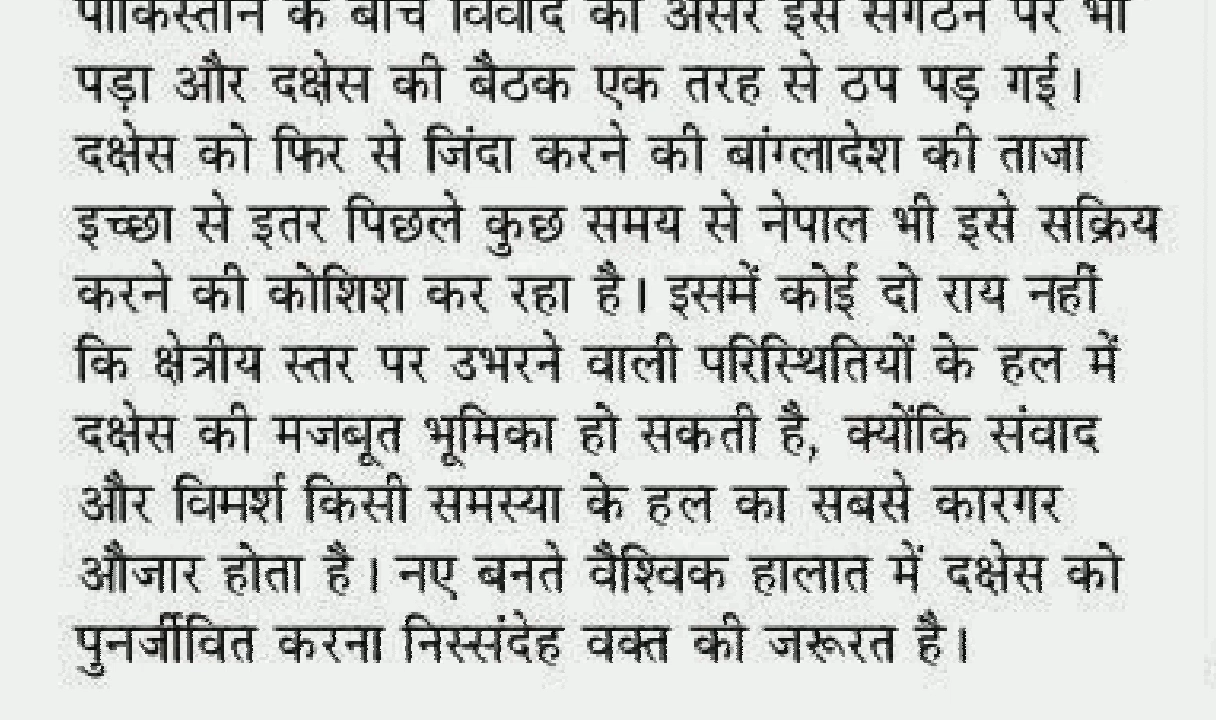 पाकिस्तान के बीच विवाद का असर इस संगठन पर भी
पड़ा और दक्षेस की बैठक एक तरह से ठप पड़ गई।
दक्षेस को फिर से जिंदा करने की बांग्लादेश की ताजा
इच्छा से इतर पिछले कुछ समय से नेपाल भी इसे सक्रिय
करने की कोशिश कर रहा है। इसमें कोई दो राय नहीं
कि क्षेत्रीय स्तर पर उभरने वाली परिस्थितियों के हल में
दक्षेस की मजबूत भूमिका हो सकती है, क्योंकि संवाद
और विमर्श किसी समस्या के हल का सबसे कारगर
औजार होता है। नए बनते वैश्विक हालात में दक्षेस को
पुनर्जीवित करना निस्संदेह वक्त की जरूरत है।